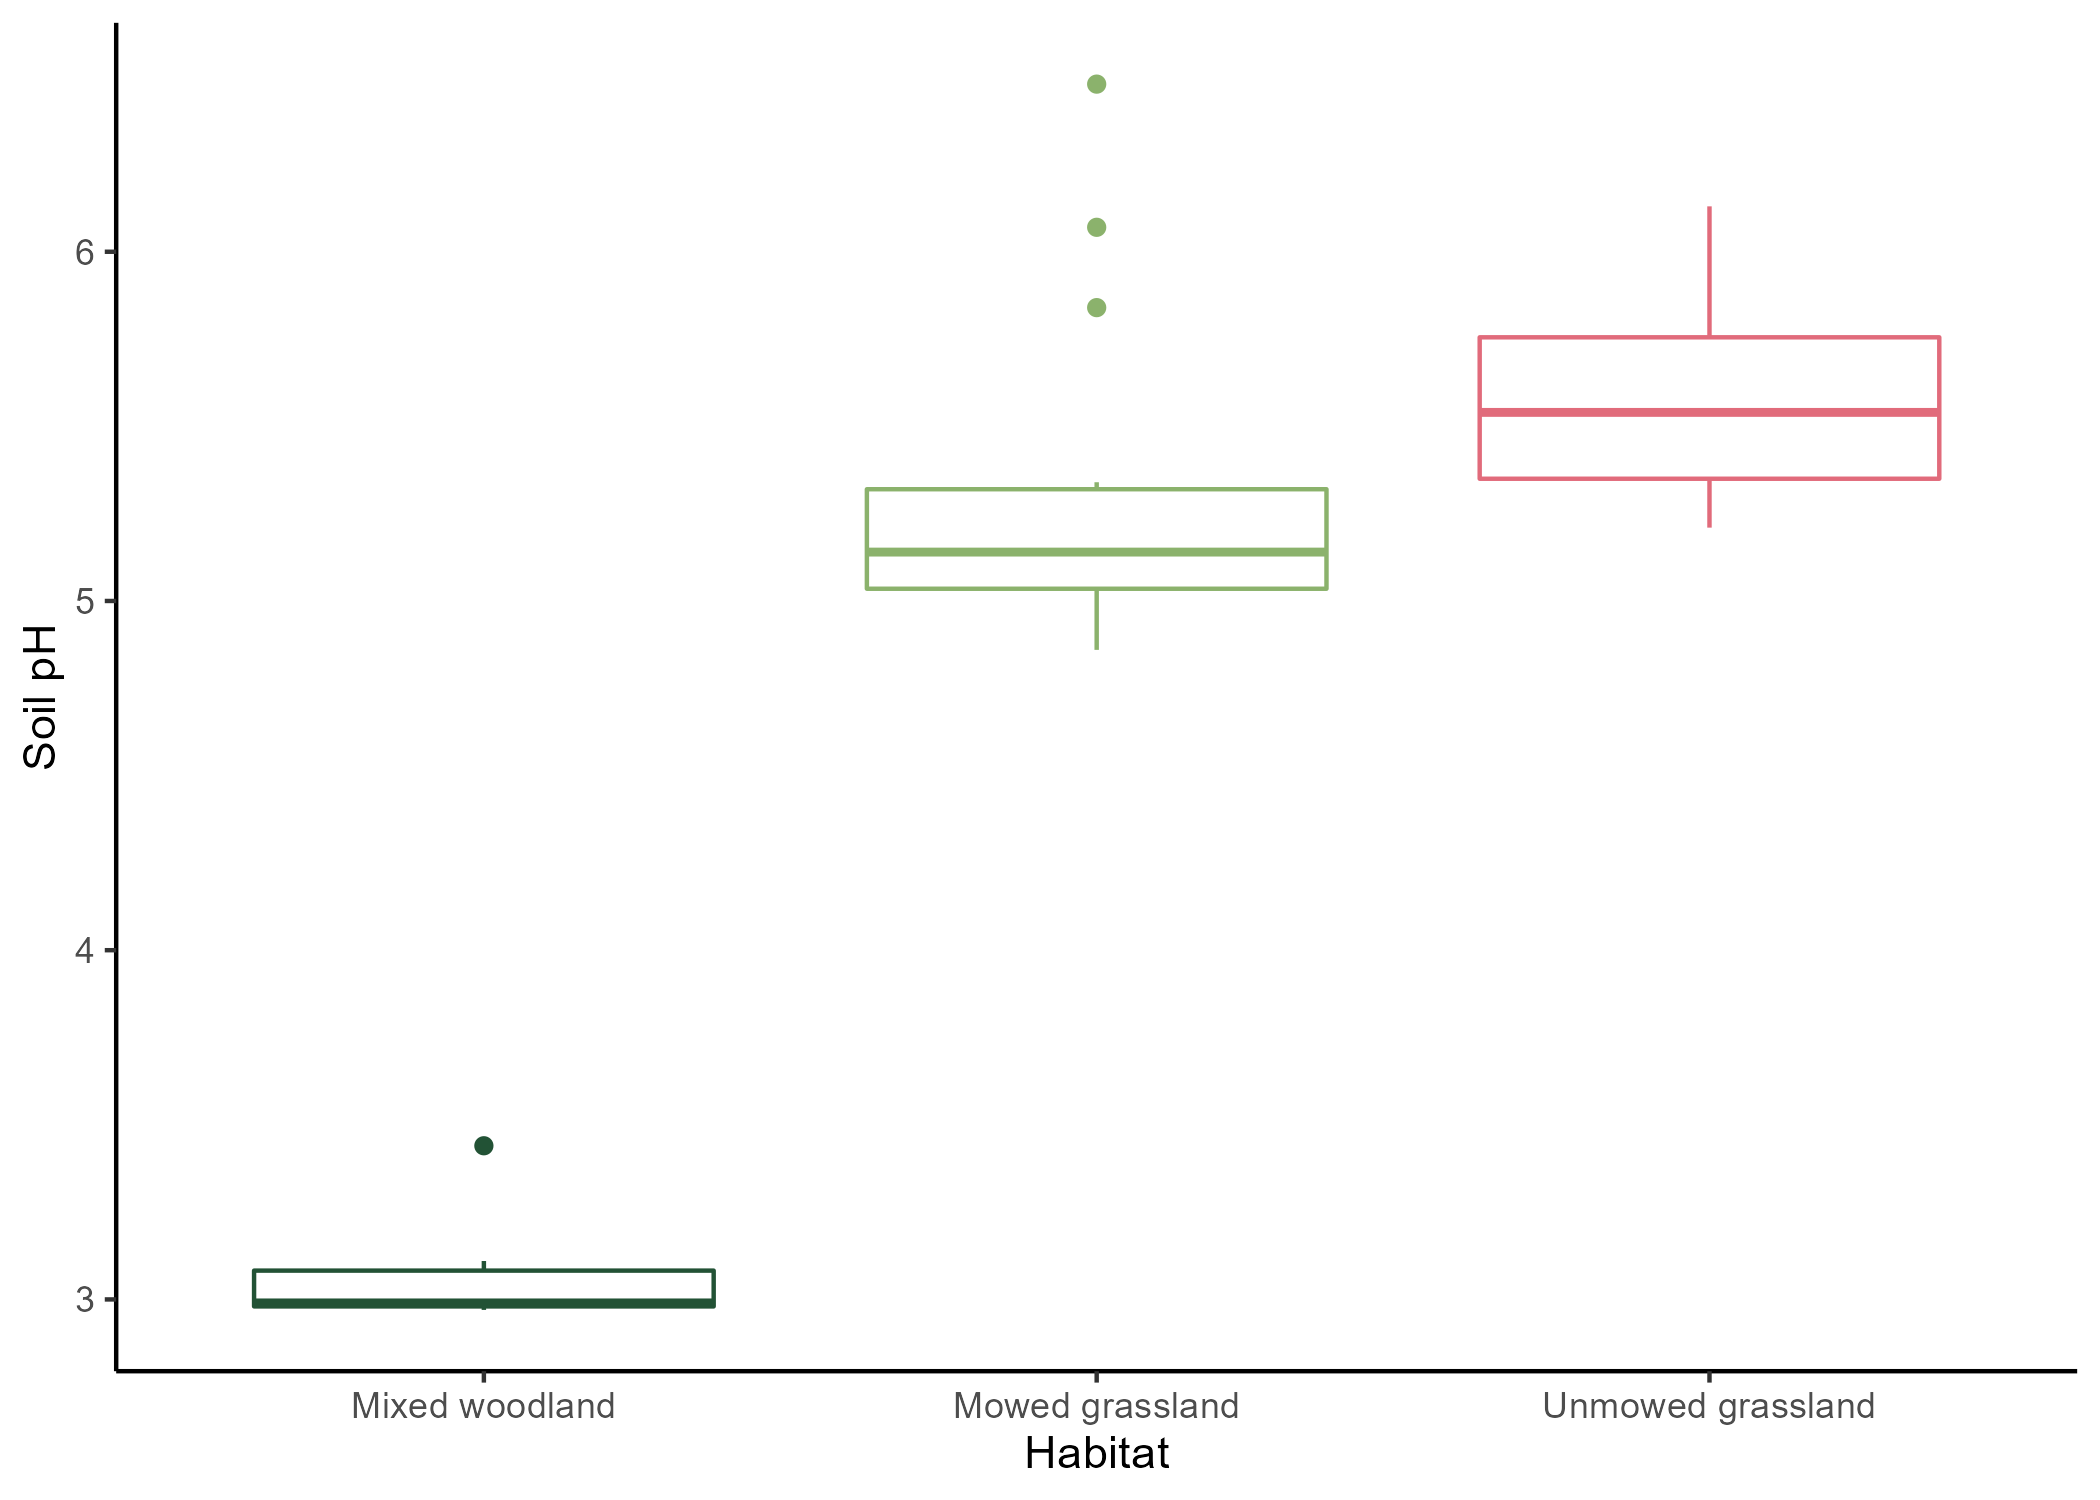 Soil pH
6
5
4
3
Mixed woodland
Mowed grassland
Unmowed grassland
Habitat